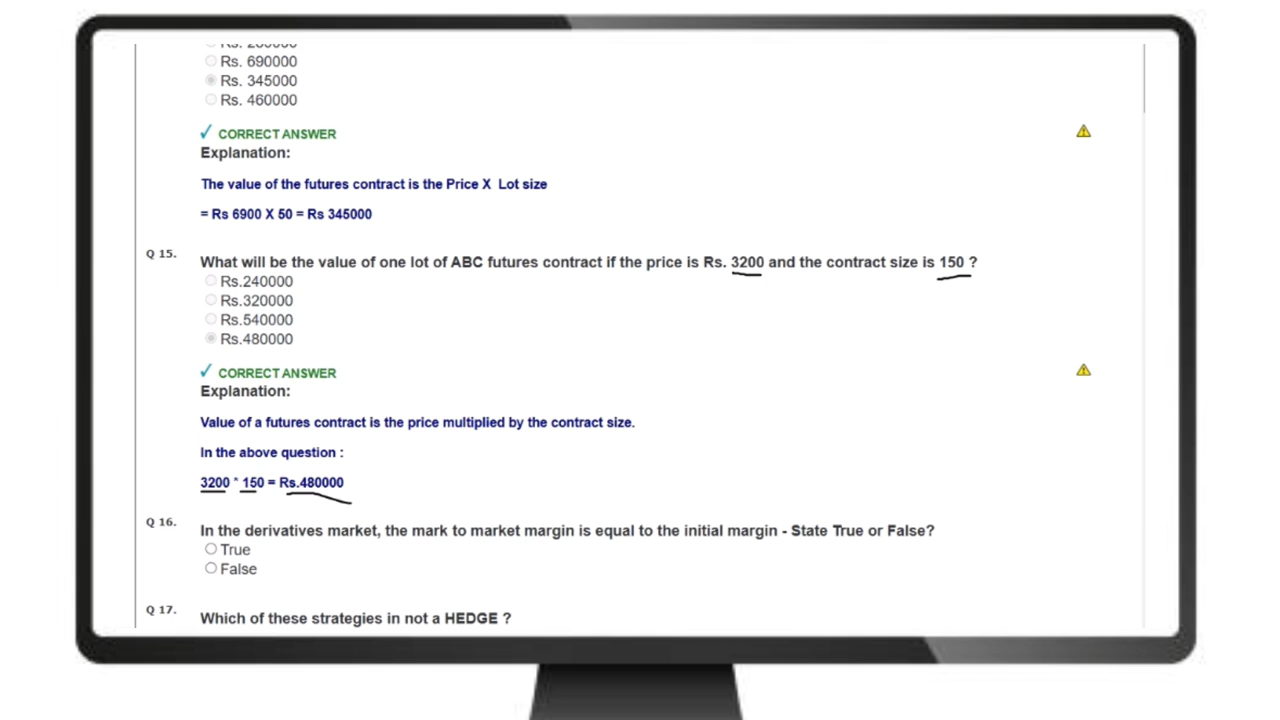 Rs. 690000
Rs. 345000
Rs. 460000
✓ CORRECT ANSWER
Explanation:
The value of the futures contract is the Price X Lot size
= Rs 6900 X 50 = Rs 345000
Q 15. What will be the value of one lot of ABC futures contract if the price is Rs. 3200 and the contract size is 150 ?
Rs.240000
Rs.320000
Rs.540000
Rs.480000
✓ CORRECT ANSWER
Explanation:
Value of a futures contract is the price multiplied by the contract size.
In the above question :
3200 * 150 = Rs.480000
Q 16. In the derivatives market, the mark to market margin is equal to the initial margin - State True or False?
True
False
Q 17. Which of these strategies in not a HEDGE ?